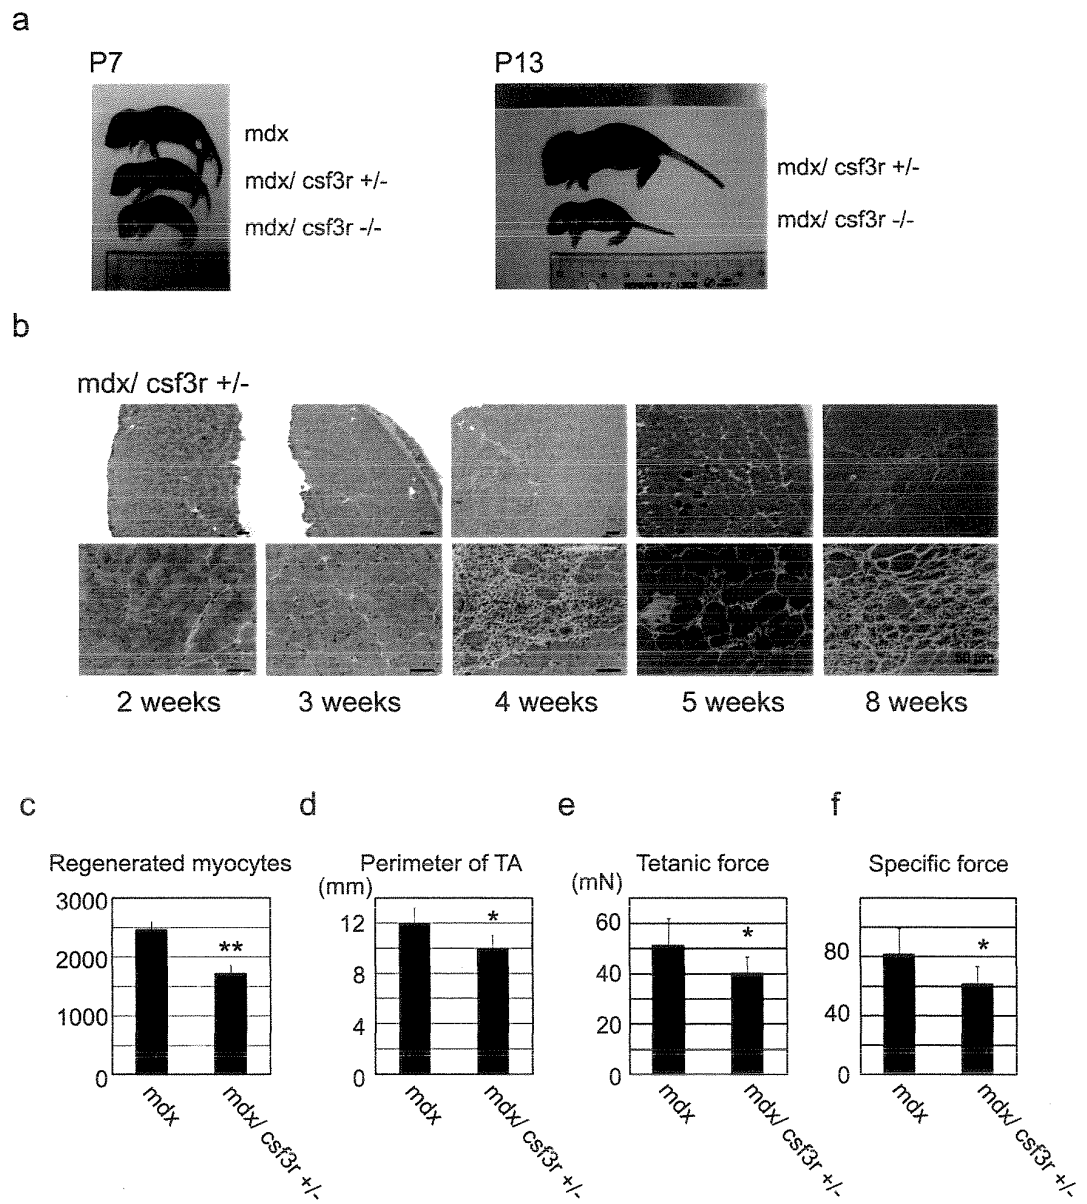 a
P7
P13
mdx
mdx/ csf3r +/-
mdx/ csf3r -/-
mdx/ csf3r +/-
mdx/ csf3r -/-
b
mdx/ csf3r +/-
50 µm
2 weeks
3 weeks
4 weeks
5 weeks
8 weeks
c
d
e
f
Regenerated myocytes
3000
2000
1000
0
**
mdx
mdx/ csf3r +/-
Perimeter of TA
(mm)
12
8
4
0
*
mdx
mdx/ csf3r +/-
Tetanic force
(mN)
60
40
20
0
*
mdx
mdx/ csf3r +/-
Specific force
80
40
0
*
mdx
mdx/ csf3r +/-